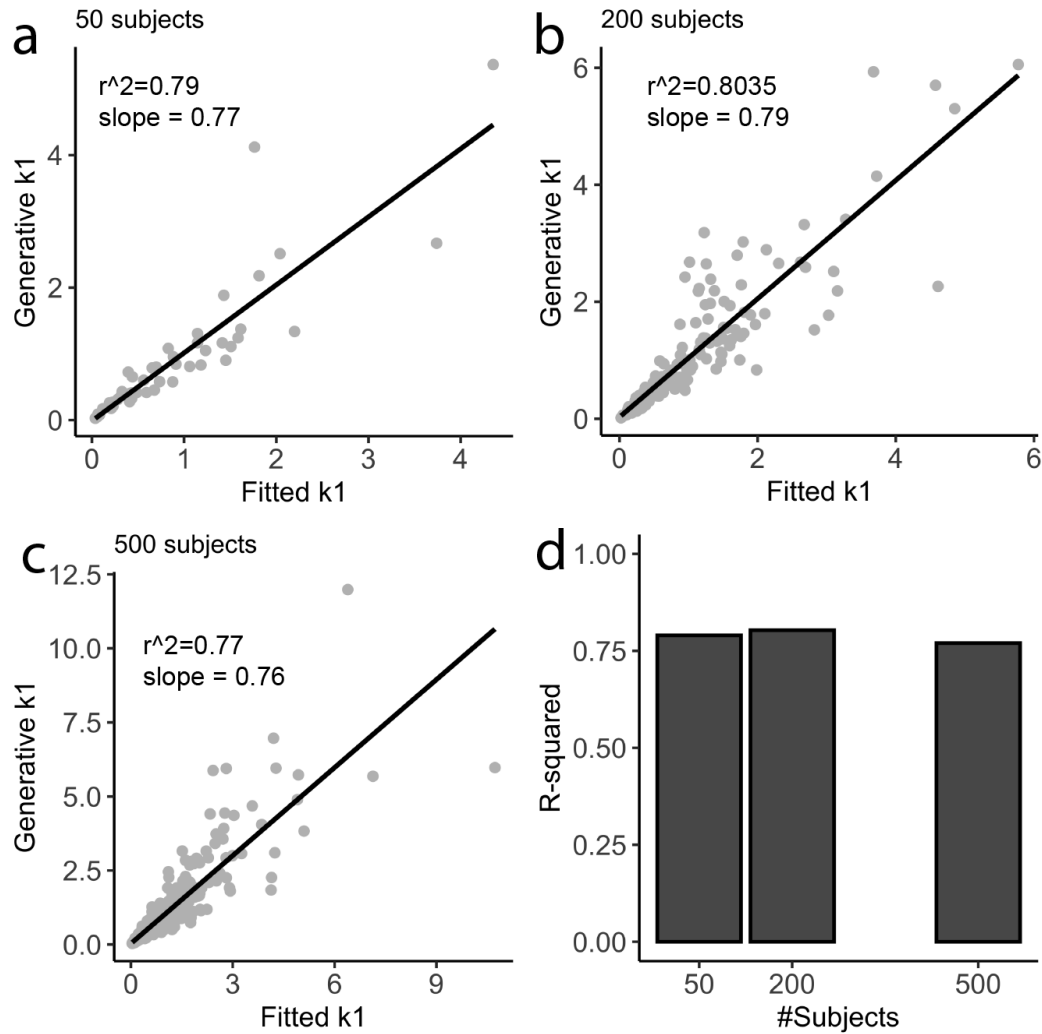 a
50 subjects
r^2=0.79
slope = 0.77
Generative k1
4
2
0
0 1 2 3 4
Fitted k1
b
200 subjects
r^2=0.8035
slope = 0.79
Generative k1
6
4
2
0
0 2 4 6
Fitted k1
c
500 subjects
r^2=0.77
slope = 0.76
Generative k1
12.5
10.0
7.5
5.0
2.5
0.0
0 3 6 9
Fitted k1
d
R-squared
1.00
0.75
0.50
0.25
0.00
50 200 500
#Subjects